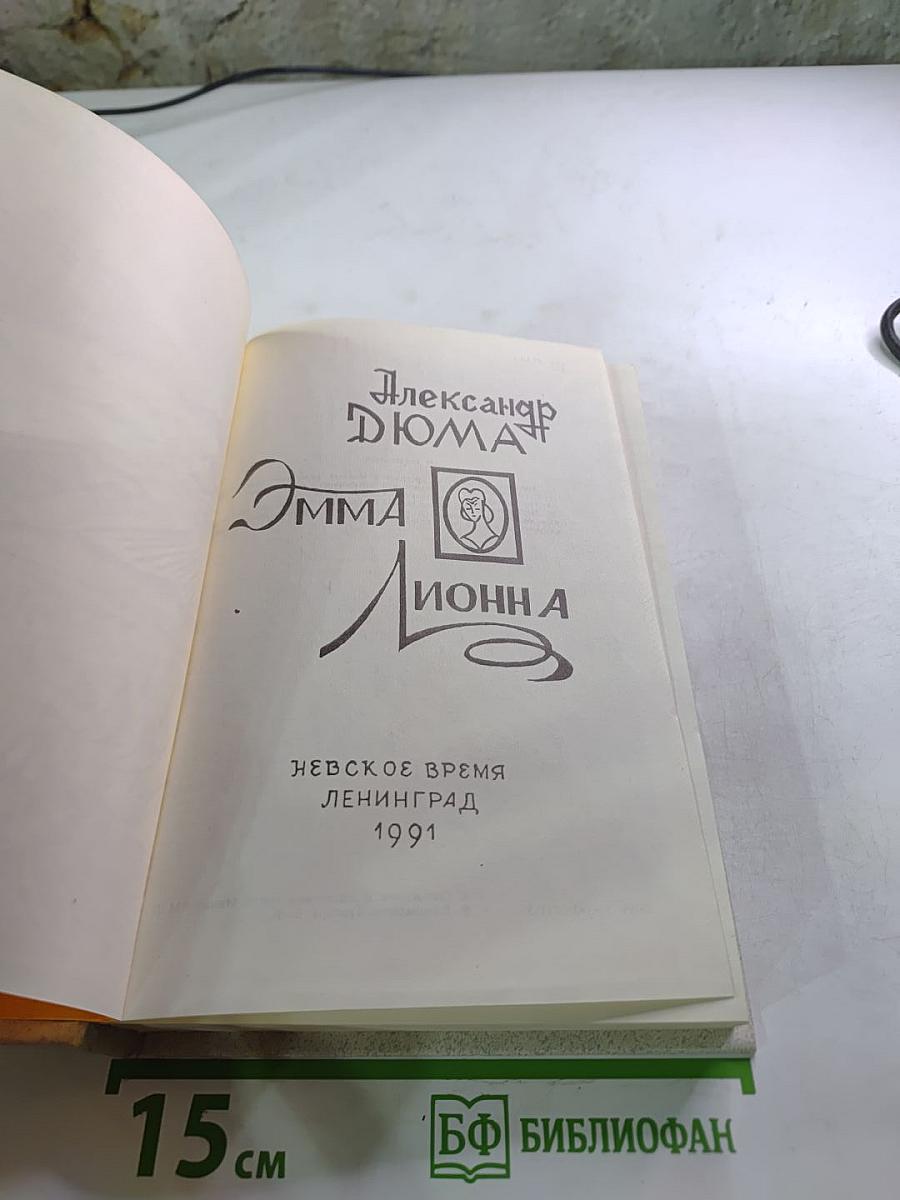 Александр
ДЮМА
Эмма
Лионна
НЕВСКОЕ ВРЕМЯ
ЛЕНИНГРАД
1991
15 см
БФ БИБЛИОФАН